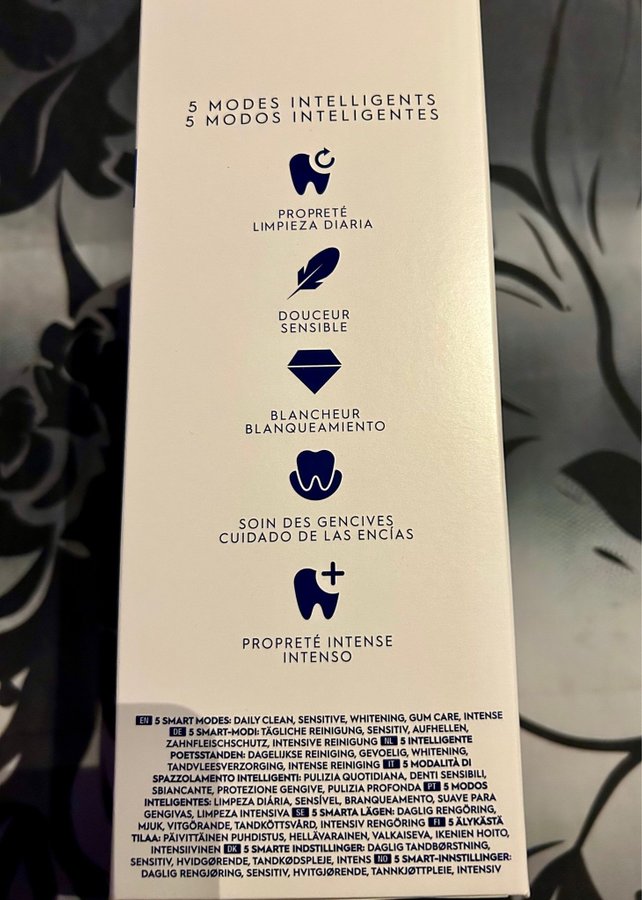 5 MODES INTELLIGENTS
5 MODOS INTELIGENTES
PROPRETÉ
LIMPIEZA DIARIA
DOUCEUR
SENSIBLE
BLANCHEUR
BLANQUEAMIENTO
SOIN DES GENCIVES
CUIDADO DE LAS ENCÍAS
PROPRETÉ INTENSE
INTENSO
EN 5 SMART MODES: DAILY CLEAN, SENSITIVE, WHITENING, GUM CARE, INTENSE
DE 5 SMART-MODI: TÄGLICHE REINIGUNG, SENSITIV, AUFHELLEN,
ZAHNFLEISCHSCHUTZ, INTENSIVE REINIGUNG NL 5 INTELLIGENTE
POETSSTANDEN: DAGELIJKSE REINIGING, GEVOELIG, WHITENING,
TANDVLEESVERZORGING, INTENSE REINIGING IT 5 MODALITÀ DI
SPAZZOLAMENTO INTELLIGENTI: PULIZIA QUOTIDIANA, DENTI SENSIBILI,
SBIANCANTE, PROTEZIONE GENGIVE, PULIZIA PROFONDA PT 5 MODOS
INTELIGENTES: LIMPEZA DIÁRIA, SENSÍVEL, BRANQUEAMENTO, SUAVE PARA
GENGIVAS, LIMPEZA INTENSIVA SE 5 SMARTA LÄGEN: DAGLIG RENGÖRING,
MJUK, VITGÖRANDE, TANDKÖTTSVÅRD, INTENSIV RENGÖRING FI 5 ÄLYKÄSTÄ
TILAA: PÄIVITTÄINEN PUHDISTUS, HELLÄVARAINEN, VALKAISEVA, IKENIEN HOITO,
INTENSIIVINEN DK 5 SMARTE INDSTILLINGER: DAGLIG TANDBØRSTNING,
SENSITIV, HVIDGØRENDE, TANDKØDSPLEJE, INTENS NO 5 SMART-INNSTILLINGER:
DAGLIG RENGJØRING, SENSITIV, HVITGJØRENDE, TANNKJØTTPLEIE, INTENSIV